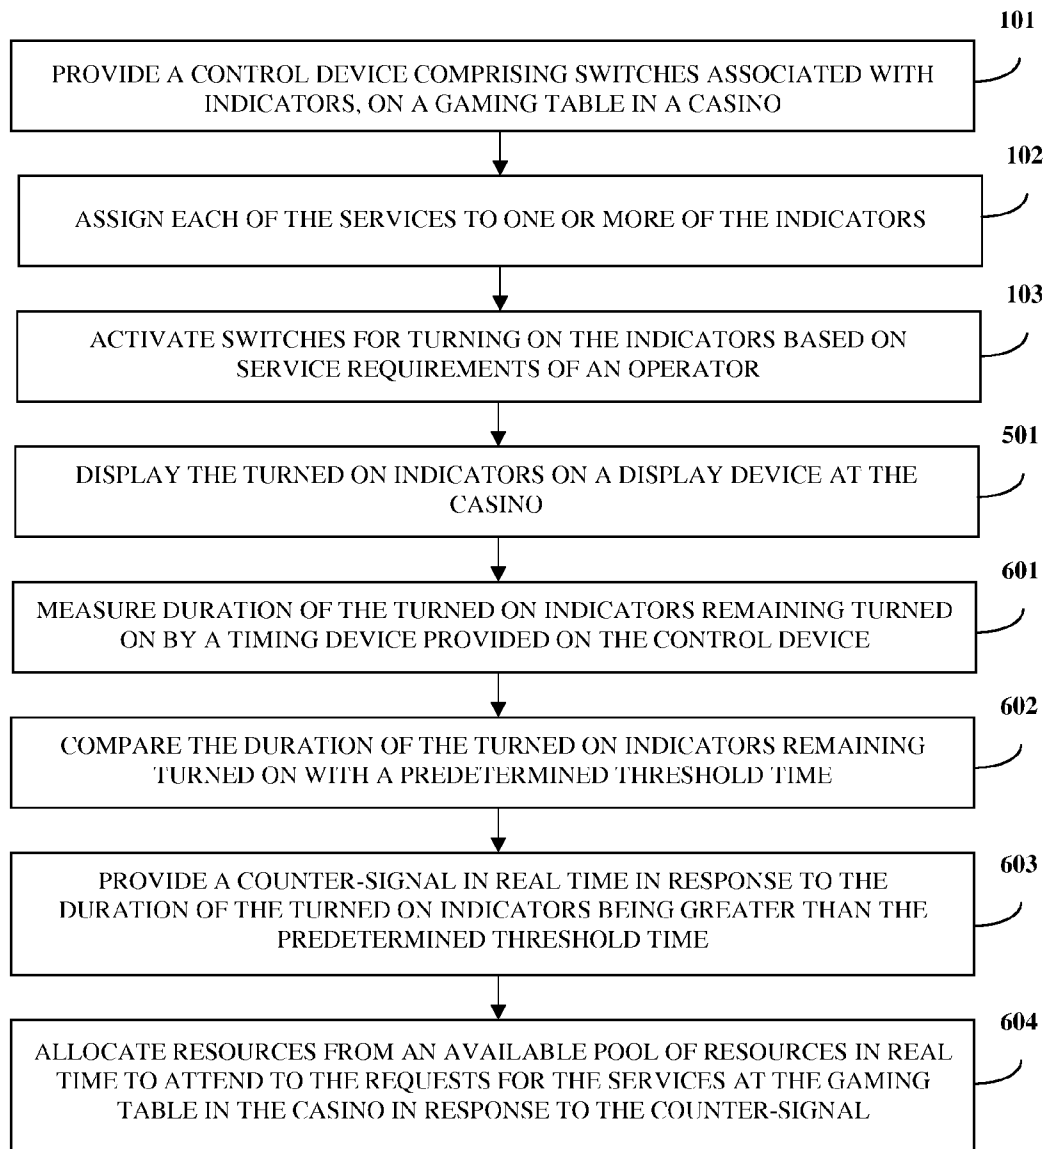 101
PROVIDE A CONTROL DEVICE COMPRISING SWITCHES ASSOCIATED WITH
INDICATORS, ON A GAMING TABLE IN A CASINO
102
ASSIGN EACH OF THE SERVICES TO ONE OR MORE OF THE INDICATORS
103
ACTIVATE SWITCHES FOR TURNING ON THE INDICATORS BASED ON
SERVICE REQUIREMENTS OF AN OPERATOR
501
DISPLAY THE TURNED ON INDICATORS ON A DISPLAY DEVICE AT THE
CASINO
601
MEASURE DURATION OF THE TURNED ON INDICATORS REMAINING TURNED
ON BY A TIMING DEVICE PROVIDED ON THE CONTROL DEVICE
602
COMPARE THE DURATION OF THE TURNED ON INDICATORS REMAINING
TURNED ON WITH A PREDETERMINED THRESHOLD TIME
603
PROVIDE A COUNTER-SIGNAL IN REAL TIME IN RESPONSE TO THE
DURATION OF THE TURNED ON INDICATORS BEING GREATER THAN THE
PREDETERMINED THRESHOLD TIME
604
ALLOCATE RESOURCES FROM AN AVAILABLE POOL OF RESOURCES IN REAL
TIME TO ATTEND TO THE REQUESTS FOR THE SERVICES AT THE GAMING
TABLE IN THE CASINO IN RESPONSE TO THE COUNTER-SIGNAL